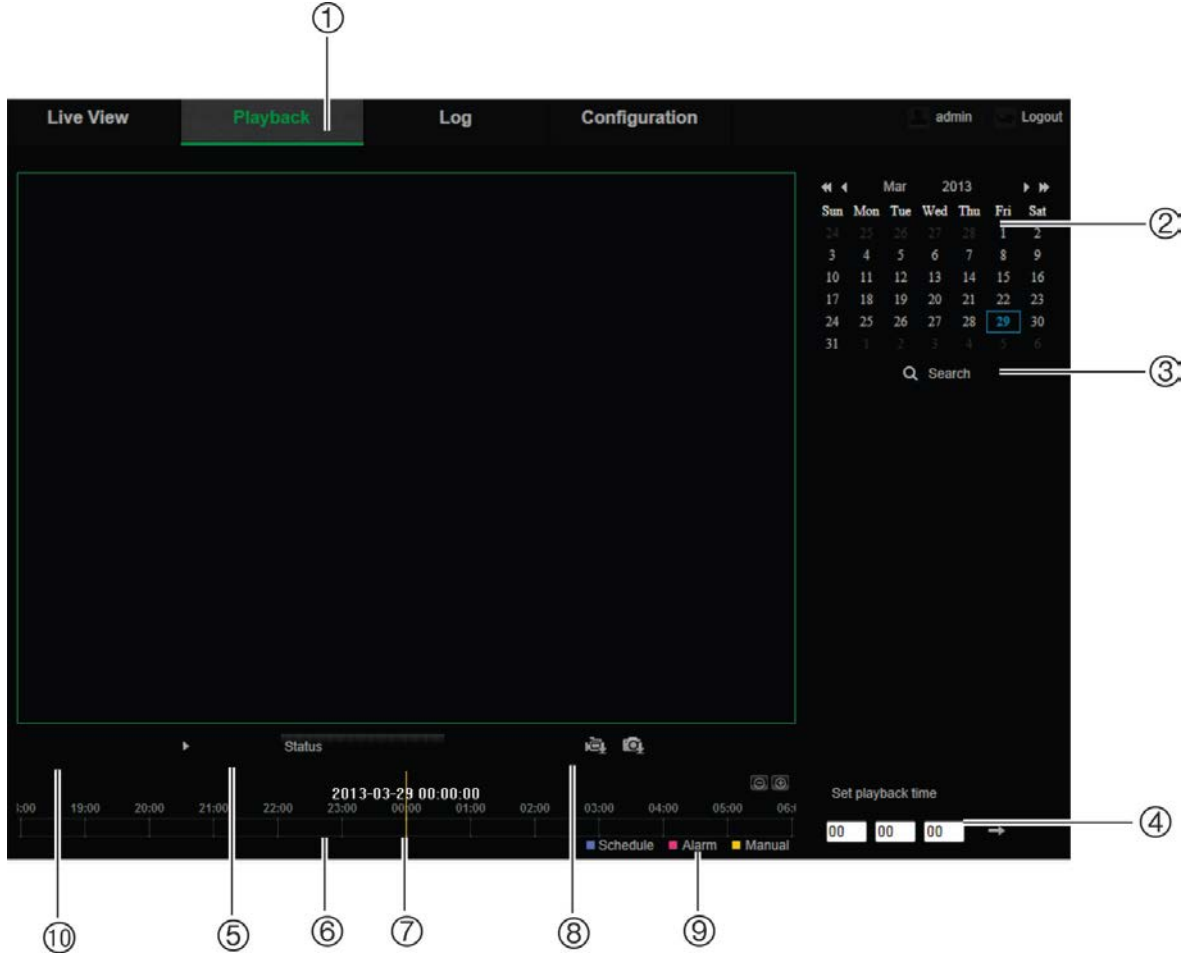 ①
Live View Playback Log Configuration admin Logout
Mar 2013
Sun Mon Tue Wed Thu Fri Sat
24 25 26 27 28 1 2
②
3 4 5 6 7 8 9
10 11 12 13 14 15 16
17 18 19 20 21 22 23
24 25 26 27 28 29 30
31 1 2 3 4 5 6
Search
③
Status
2013-03-29 00:00:00
:00 19:00 20:00 21:00 22:00 23:00 00:00 01:00 02:00 03:00 04:00 05:00 06:
Set playback time
00 00 00
④
Schedule Alarm Manual
⑩ ⑤ ⑥ ⑦ ⑧ ⑨